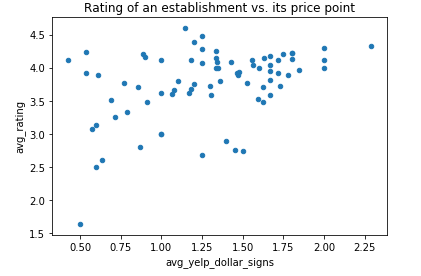 Rating of an establishment vs. its price point
4.5
4.0
3.5
3.0
2.5
2.0
1.5
avg_rating
0.50 0.75 1.00 1.25 1.50 1.75 2.00 2.25
avg_yelp_dollar_signs